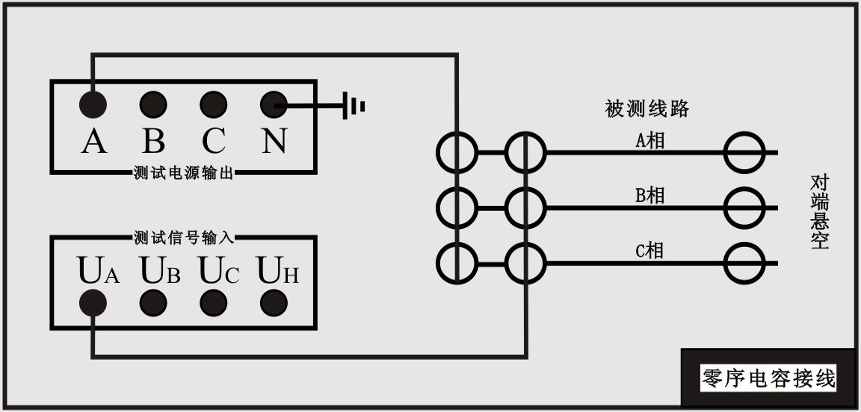 A B C N
测试电源输出
测试信号输入
UA UB UC UH
被测线路
A相
B相
C相
对端悬空
零序电容接线